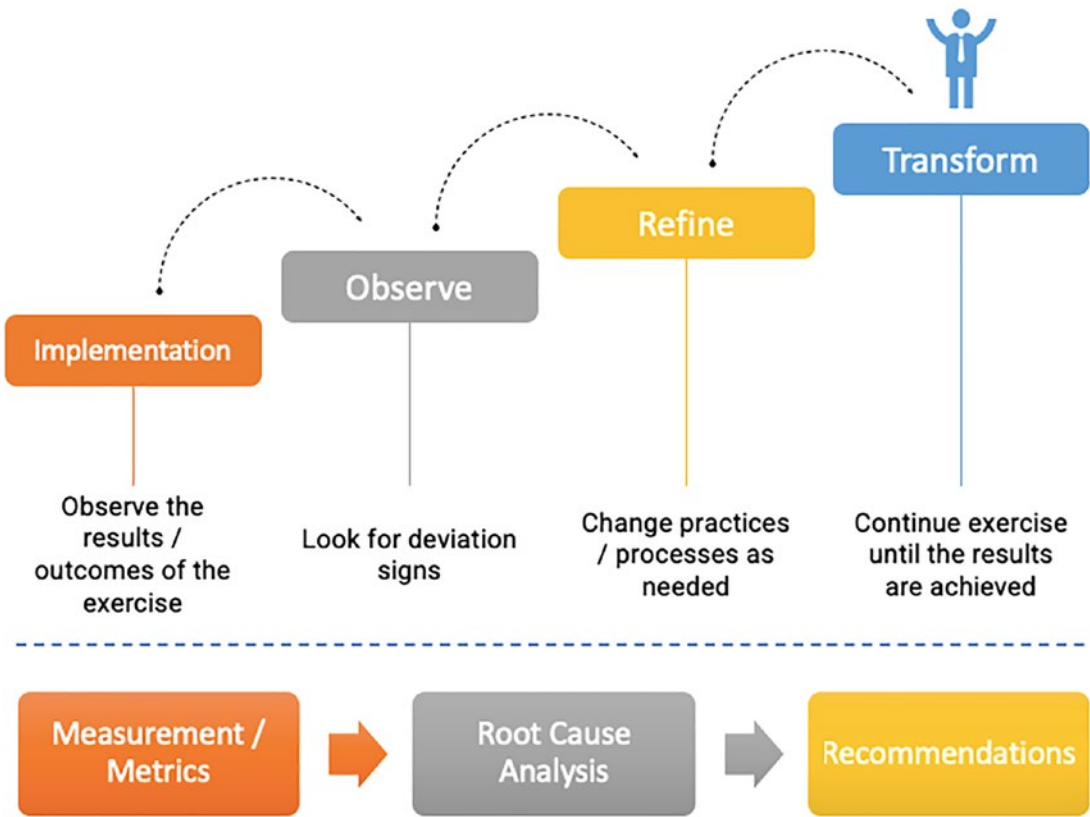 Transform
Refine
Observe
Implementation
Observe the
results /
outcomes of the
exercise
Look for deviation
signs
Change practices
/ processes as
needed
Continue exercise
until the results
are achieved
Measurement /
Metrics
Root Cause
Analysis
Recommendations